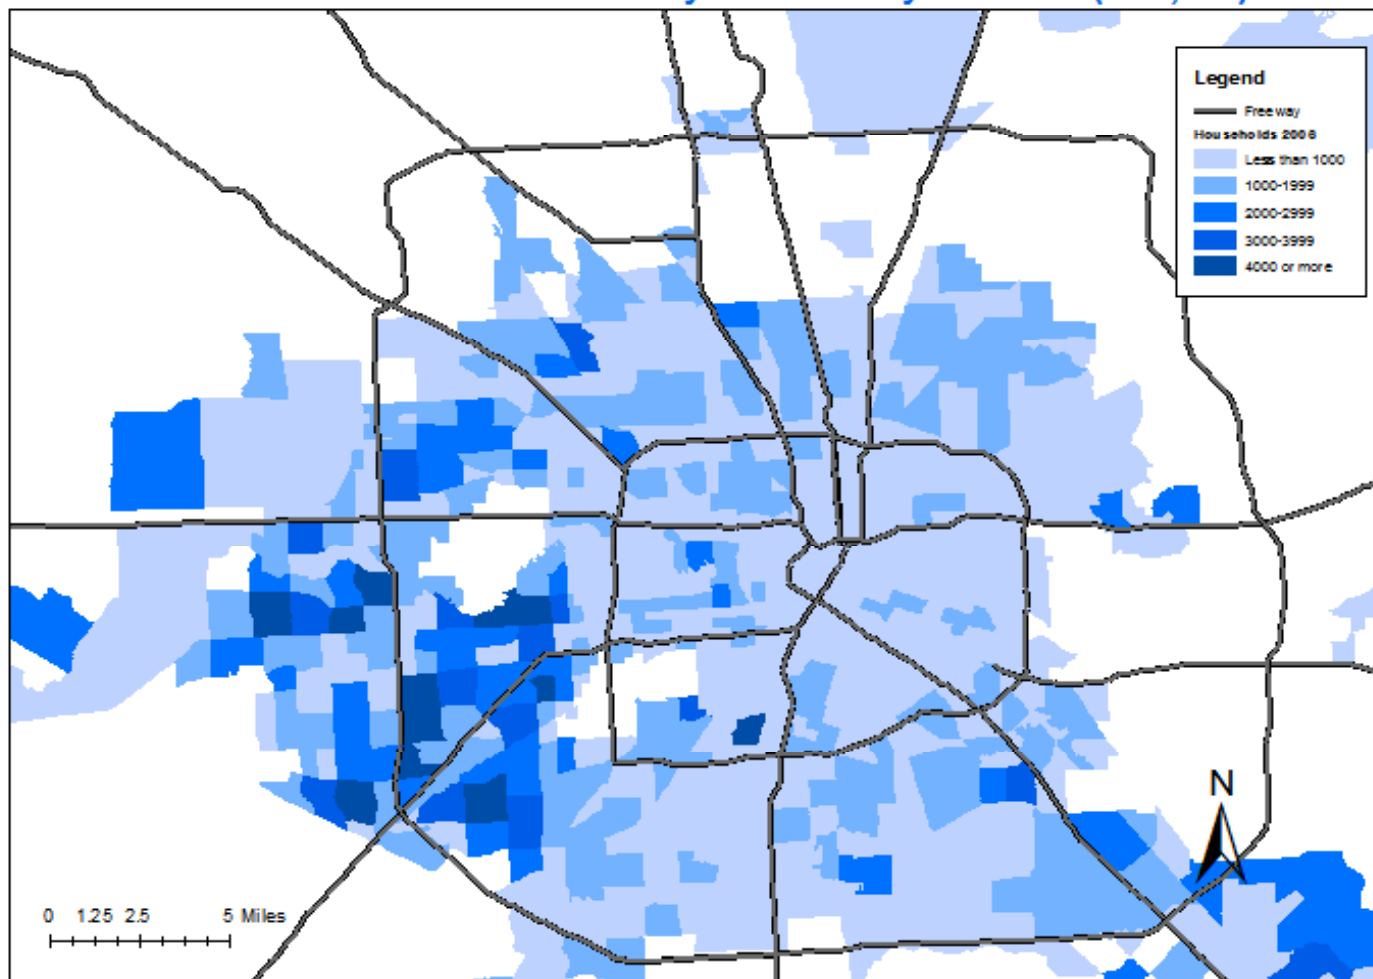 Legend
Freeway
Households 2006
Less than 1000
1000-1999
2000-2999
3000-3999
4000 or more
N
0 1.25 2.5 5 Miles